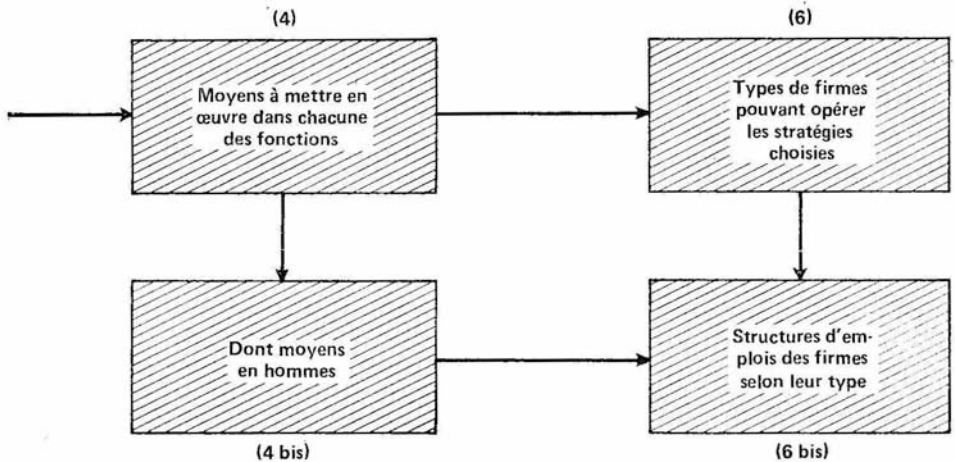 (4)
Moyens à mettre en
œuvre dans chacune
des fonctions
(6)
Types de firmes
pouvant opérer
les stratégies
choisies
Dont moyens
en hommes
(4 bis)
Structures d'em-
plois des firmes
selon leur type
(6 bis)